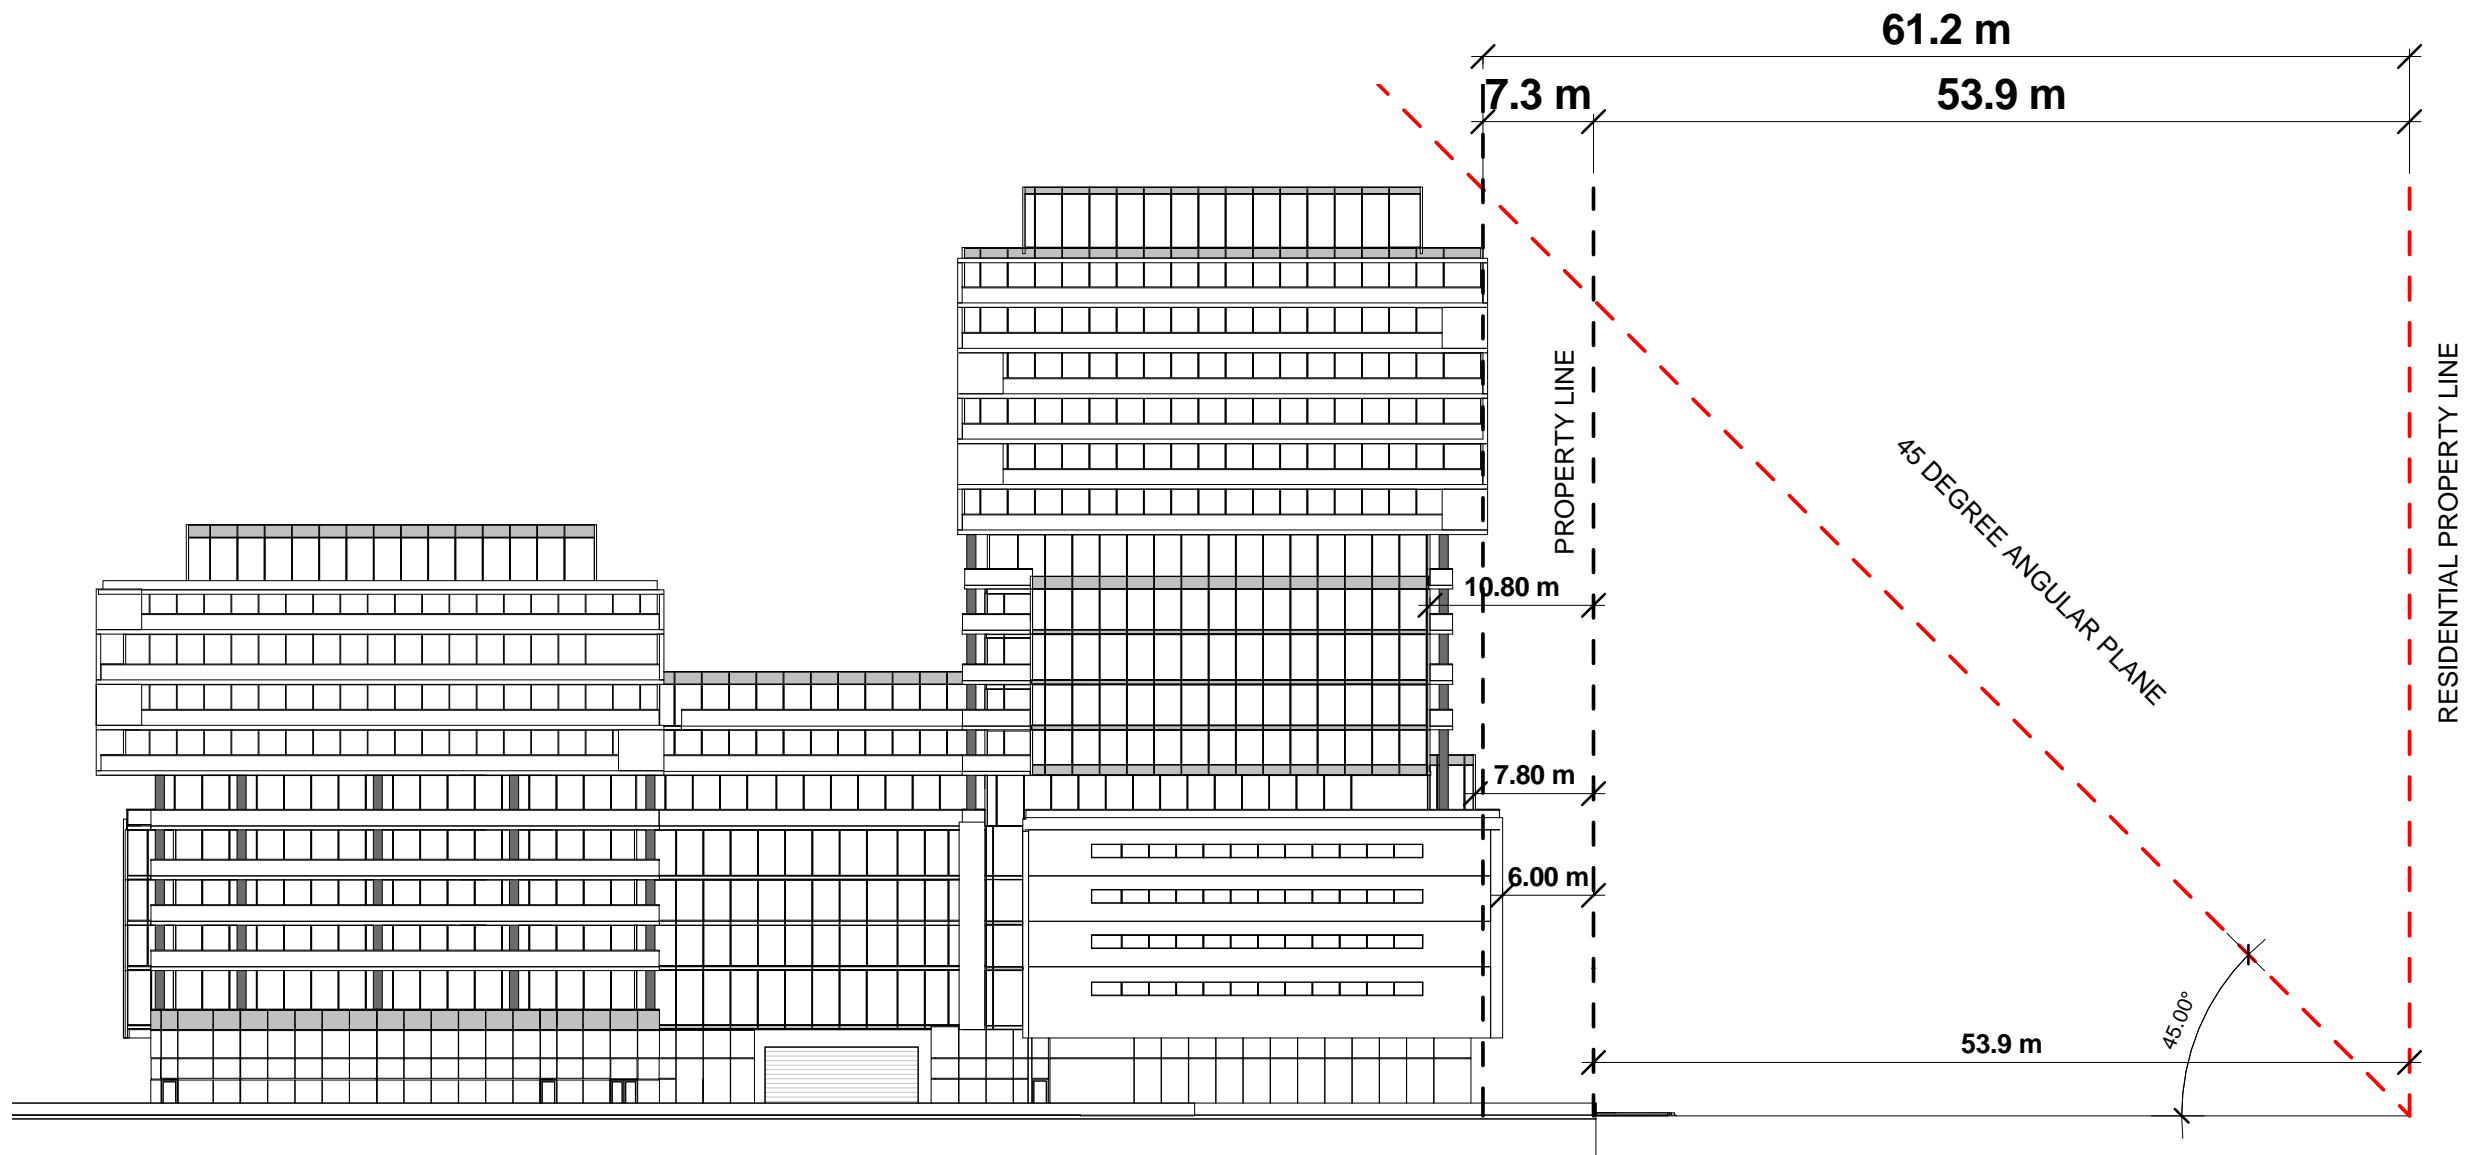 61.2 m
7.3 m
53.9 m
PROPERTY LINE
RESIDENTIAL PROPERTY LINE
45 DEGREE ANGULAR PLANE
10.80 m
7.80 m
6.00 m
45.00°
53.9 m